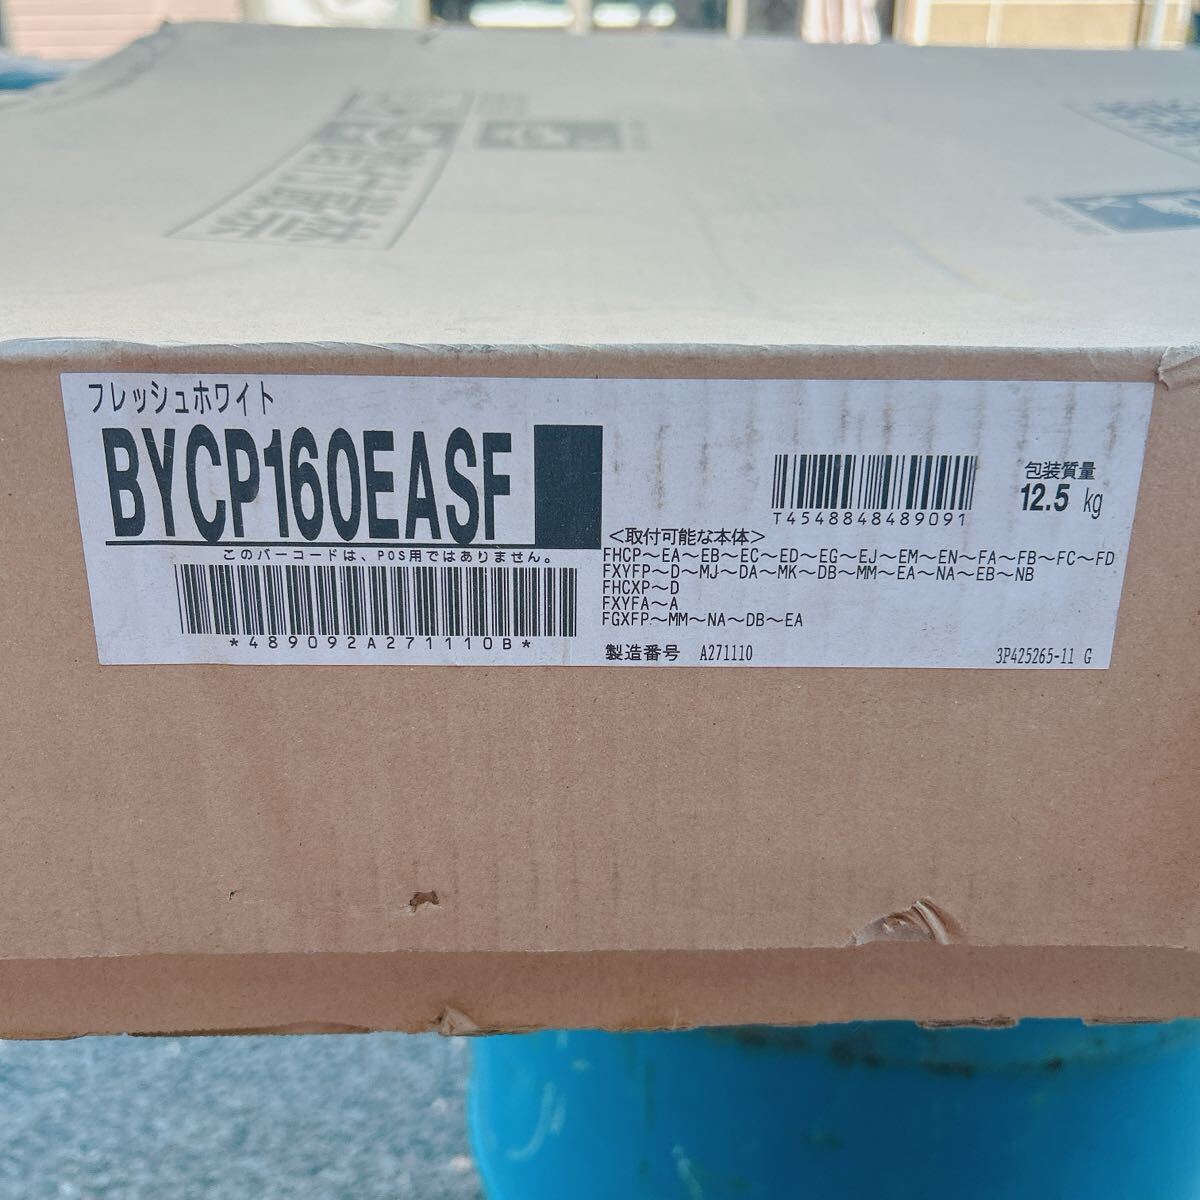 フレッシュホワイト
BYCP160EASF
このバーコードは、POS用ではありません。
*489092A271110B*
T4548848489091
包装質量
12.5 kg
<取付可能な本体>
FHCP～EA～EB～EC～ED～EG～EJ～EM～EN～FA～FB～FC～FD
FXYFP～D～MJ～DA～MK～DB～MM～EA～NA～EB～NB
FHCXP～D
FXYFA～A
FGXFP～MM～NA～DB～EA
製造番号 A271110
3P425265-11 G